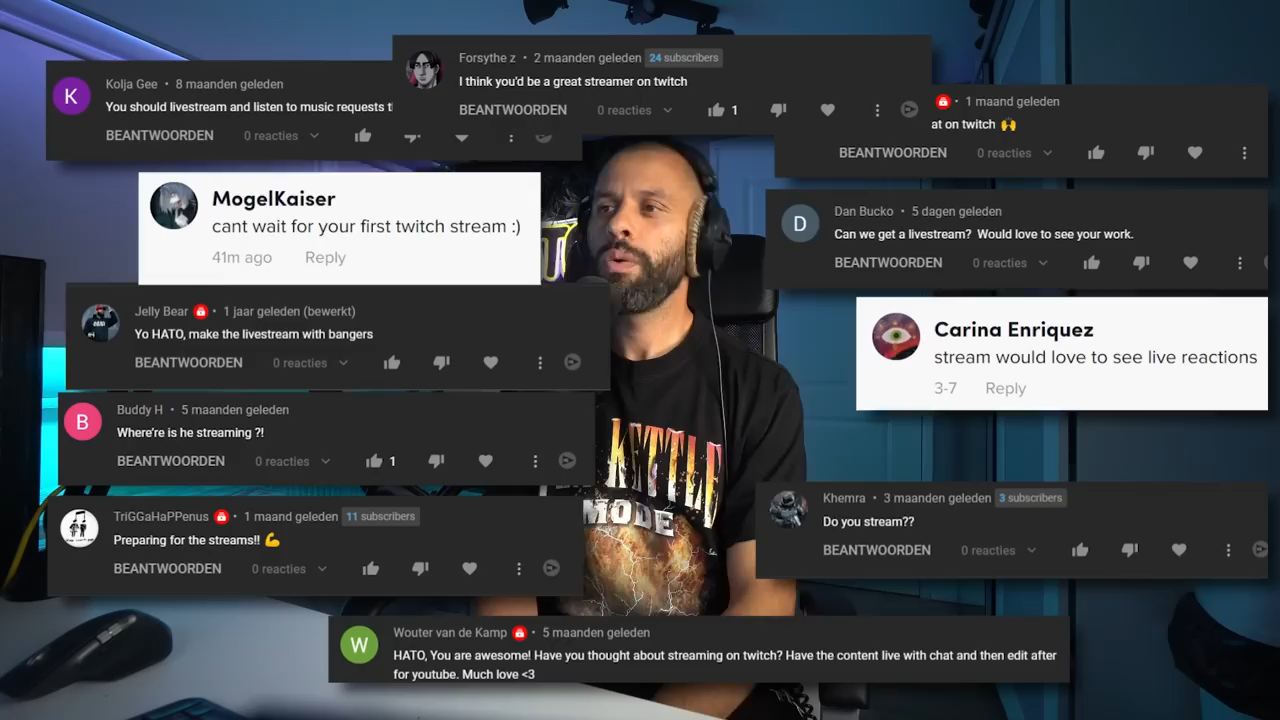 Forsythe z • 2 maanden geleden 24 subscribers
I think you'd be a great streamer on twitch
BEANTWOORDEN 0 reacties 1
Kolja Gee • 8 maanden geleden
You should livestream and listen to music requests
BEANTWOORDEN 0 reacties
• 1 maand geleden
at on twitch 🙌
BEANTWOORDEN 0 reacties
MogelKaiser
cant wait for your first twitch stream :)
41m ago Reply
D
Dan Bucko • 5 dagen geleden
Can we get a livestream? Would love to see your work.
BEANTWOORDEN 0 reacties
Jelly Bear • 1 jaar geleden (bewerkt)
Yo HATO, make the livestream with bangers
BEANTWOORDEN 0 reacties
Carina Enriquez
stream would love to see live reactions
3-7 Reply
B
Buddy H • 5 maanden geleden
Where're is he streaming ?!
BEANTWOORDEN 0 reacties 1
KETTLE
MODE
TriGGaHaPPenus • 1 maand geleden 11 subscribers
Preparing for the streams!! 💪
BEANTWOORDEN 0 reacties
Khemra • 3 maanden geleden 3 subscribers
Do you stream??
BEANTWOORDEN 0 reacties
W
Wouter van de Kamp • 5 maanden geleden
HATO, You are awesome! Have you thought about streaming on twitch? Have the content live with chat and then edit after
for youtube. Much love <3
K